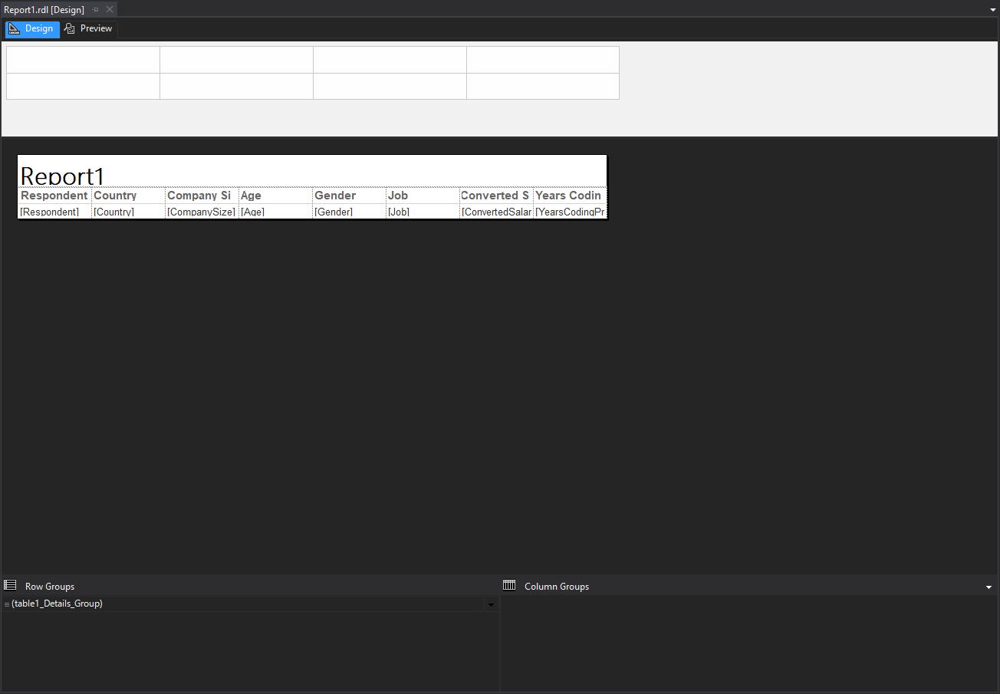 Report1.rdl [Design]
Design Preview
Report1
Respondent Country Company Si Age Gender Job Converted S Years Codin
[Respondent] [Country] [CompanySize] [Age] [Gender] [Job] [ConvertedSalar [YearsCodingPr
Row Groups Column Groups
(table1_Details_Group)